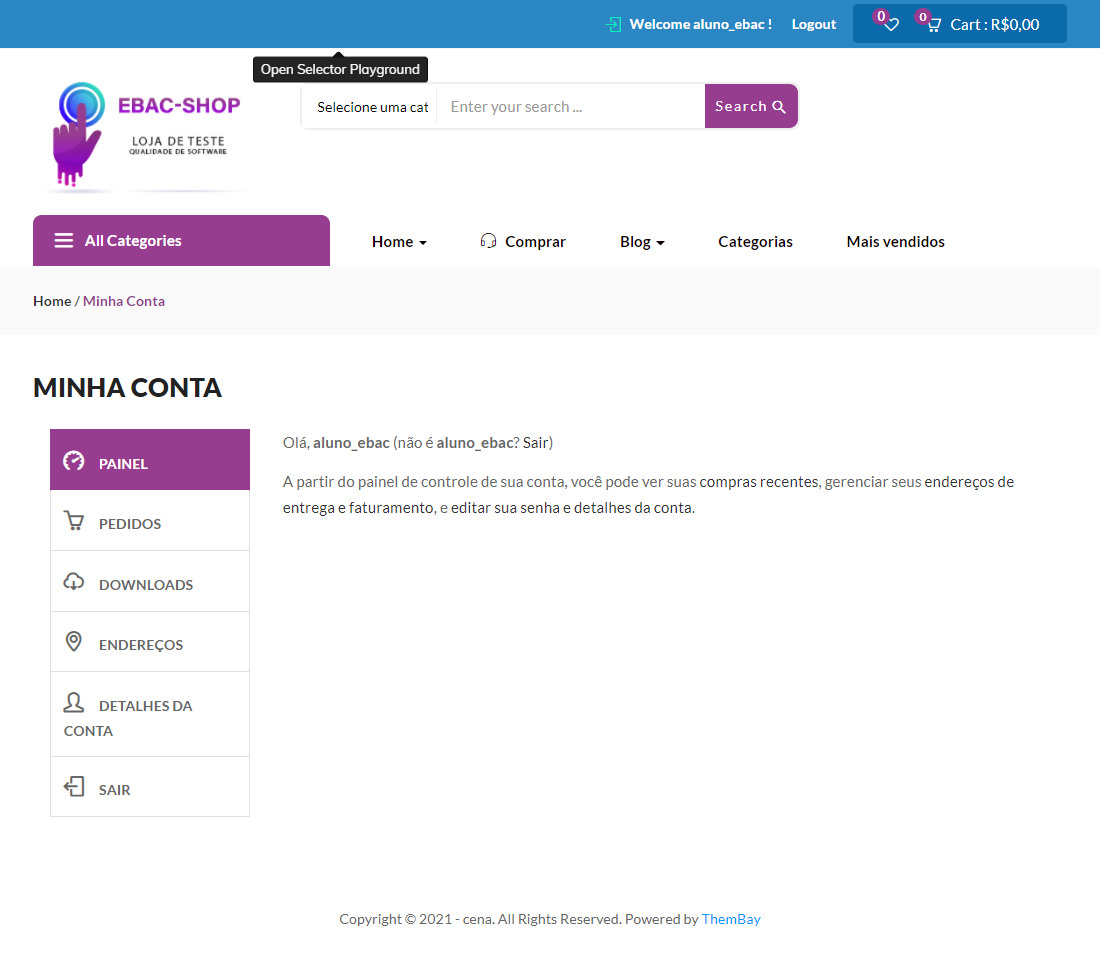 Welcome aluno_ebac ! Logout 0 0 Cart : R$0,00
Open Selector Playground
EBAC-SHOP
LOJA DE TESTE
QUALIDADE DE SOFTWARE
Selecione uma cat Enter your search ... Search
All Categories Home Comprar Blog Categorias Mais vendidos
Home / Minha Conta
MINHA CONTA
PAINEL
PEDIDOS
DOWNLOADS
ENDEREÇOS
DETALHES DA
CONTA
SAIR
Olá, aluno_ebac (não é aluno_ebac? Sair)
A partir do painel de controle de sua conta, você pode ver suas compras recentes, gerenciar seus endereços de
entrega e faturamento, e editar sua senha e detalhes da conta.
Copyright © 2021 - cena. All Rights Reserved. Powered by ThemBay